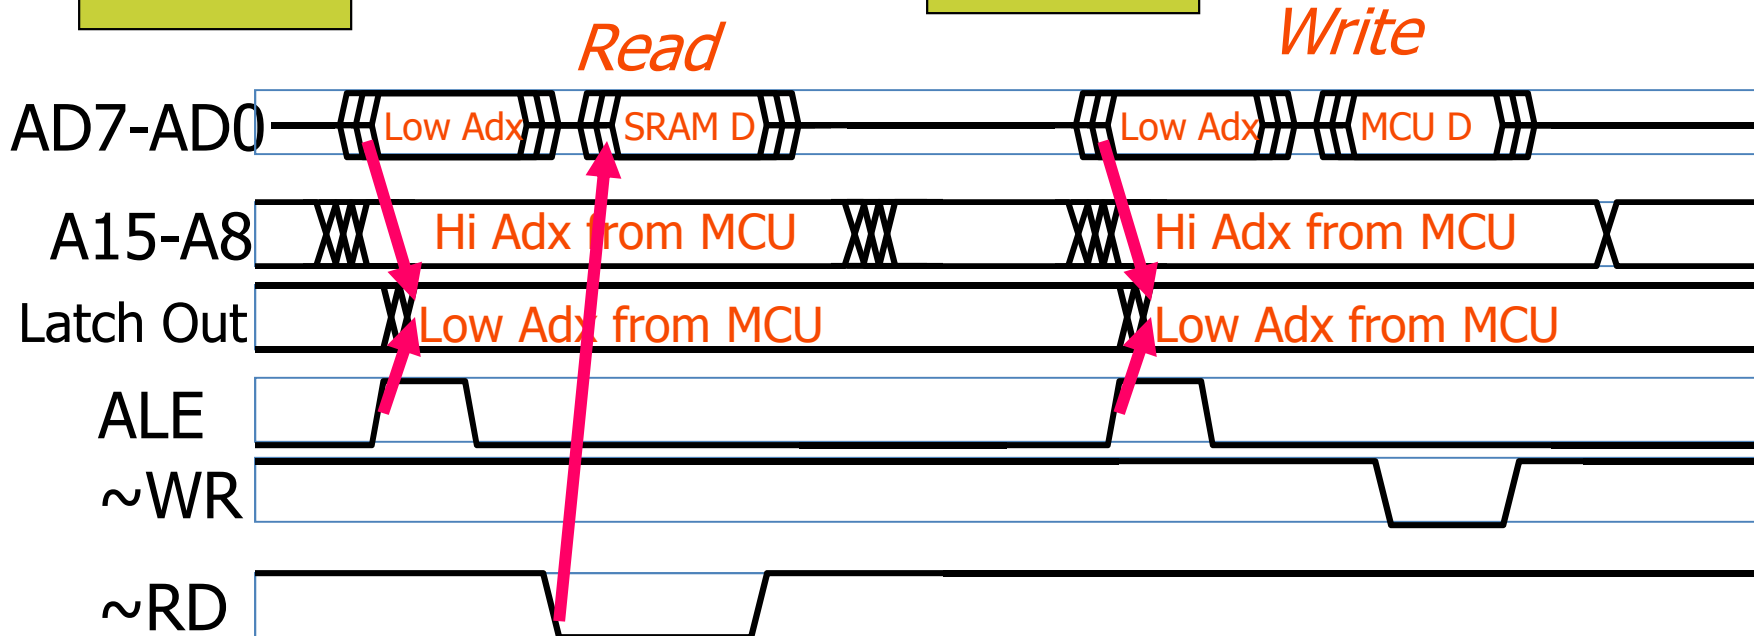 Read
Write
AD7-AD0
Low Adx
SRAM D
Low Adx
MCU D
A15-A8
Hi Adx from MCU
Hi Adx from MCU
Latch Out
Low Adx from MCU
Low Adx from MCU
ALE
~WR
~RD